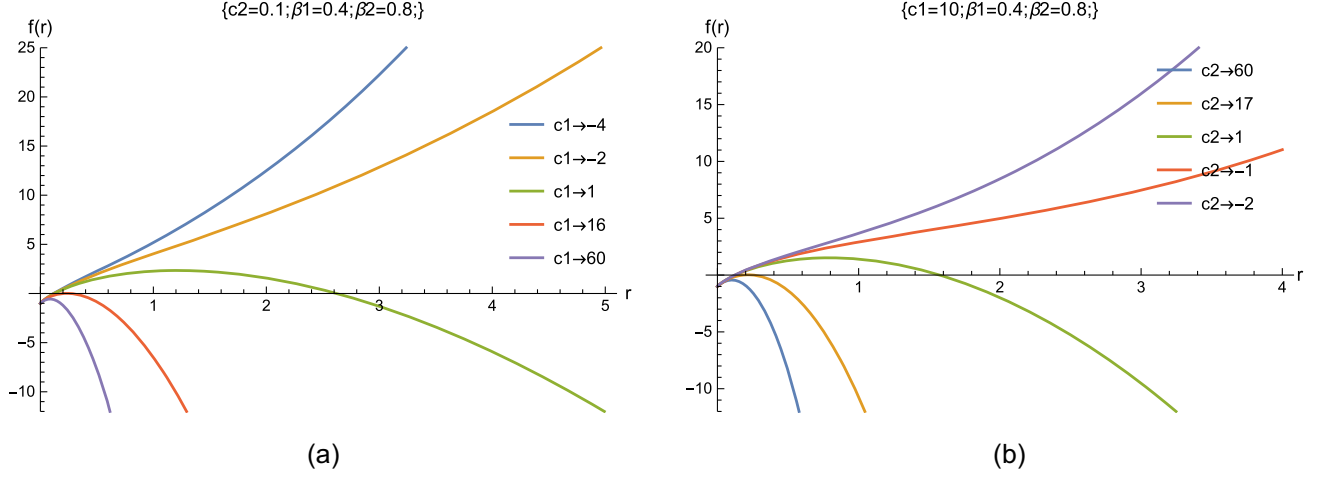 {c2=0.1;β1=0.4;β2=0.8;}
f(r)
25
20
15
10
5
-5
-10
1
2
3
4
5
r
c1→-4
c1→-2
c1→1
c1→16
c1→60
(a)
{c1=10;β1=0.4;β2=0.8;}
f(r)
20
15
10
5
-5
-10
1
2
3
4
r
c2→60
c2→17
c2→1
c2→-1
c2→-2
(b)